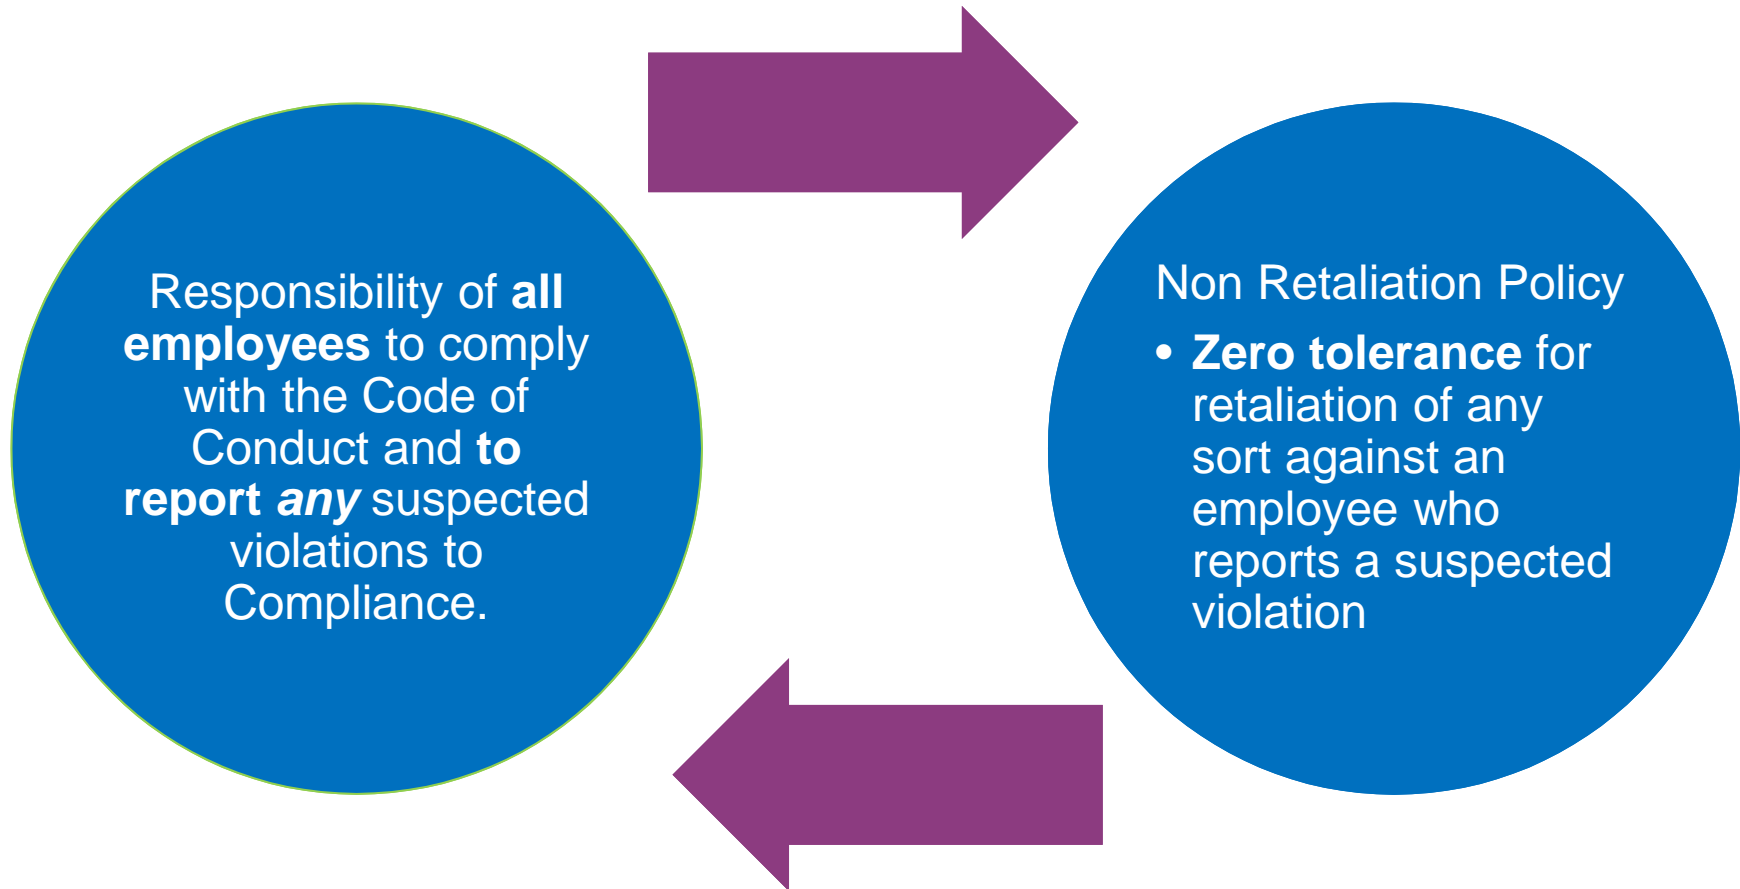 Responsibility of all
employees to comply
with the Code of
Conduct and to
report any suspected
violations to
Compliance.
Non Retaliation Policy
• Zero tolerance for
retaliation of any
sort against an
employee who
reports a suspected
violation